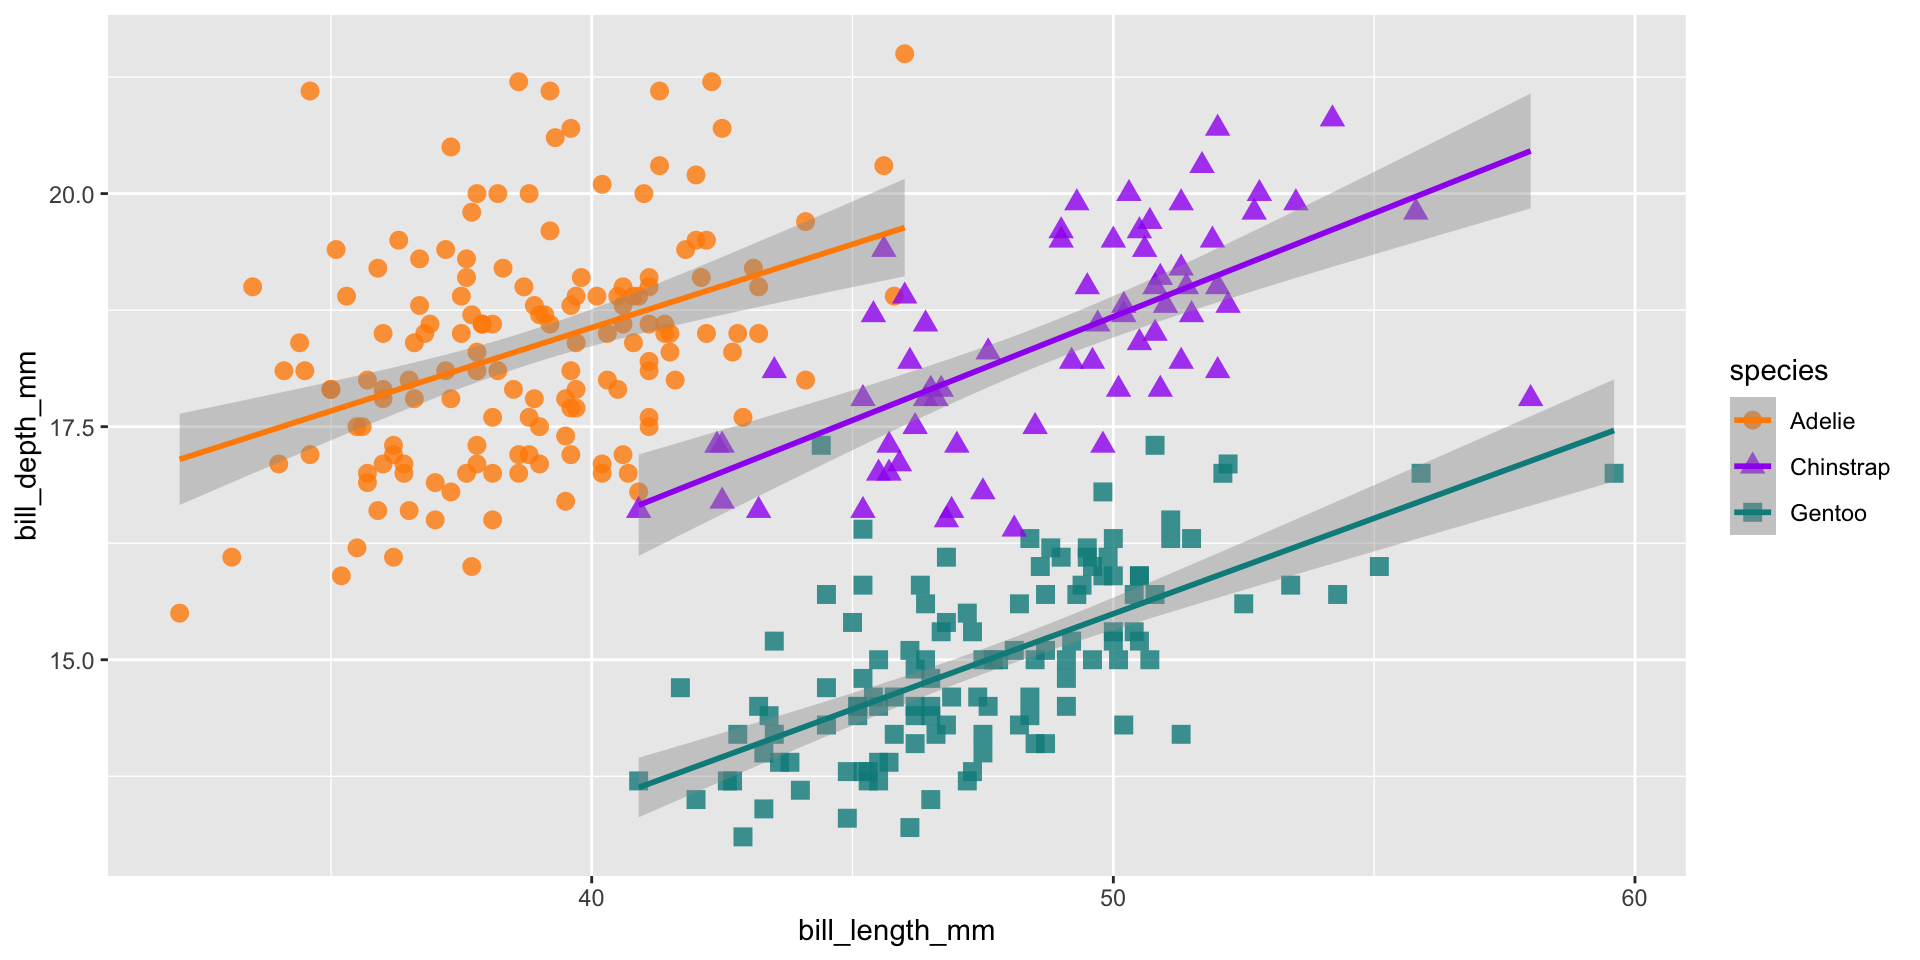 20.0
17.5
15.0
bill_depth_mm
40
50
60
bill_length_mm
species
Adelie
Chinstrap
Gentoo